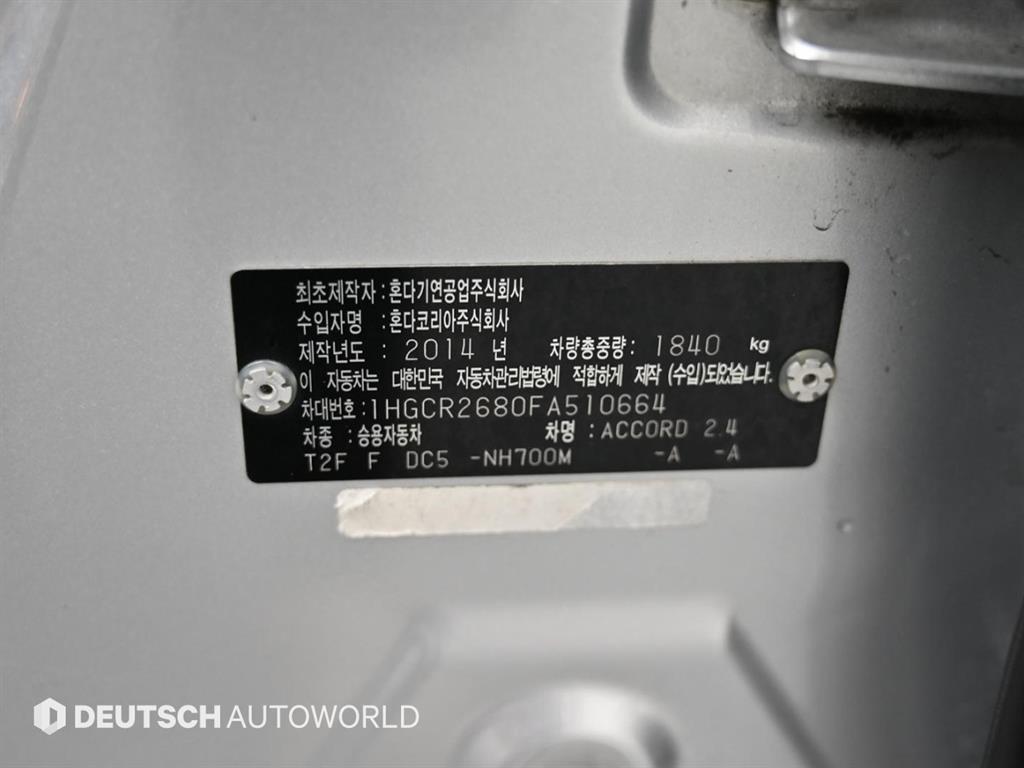 최초제작자 : 혼다기연공업주식회사
수입자명 : 혼다코리아주식회사
제작년도 : 2014 년 차량총중량 : 1840 kg
이 자동차는 대한민국 자동차관리법령에 적합하게 제작 (수입)되었습니다.
차대번호 : 1HGCR2680FA510664
차종 : 승용자동차 차명 : ACCORD 2.4
T2F F DC5 -NH700M -A -A
DEUTSCH AUTOWORLD